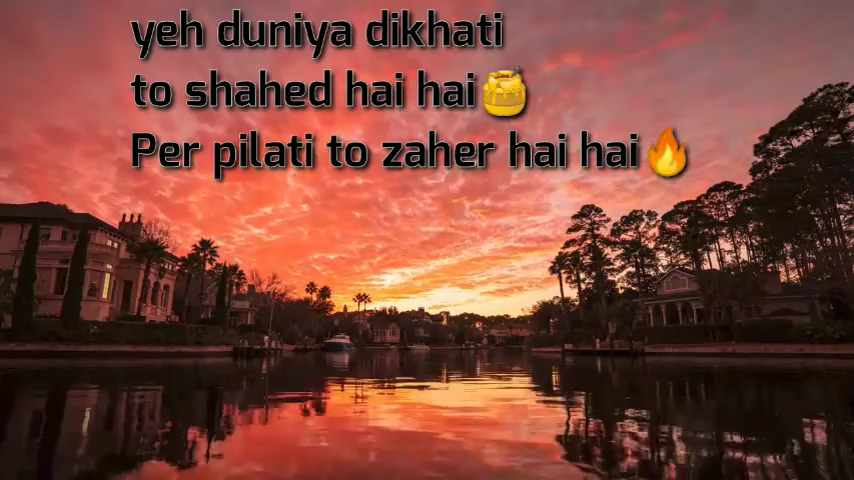 yeh duniya dikhati
to shahed hai hai🍯
Per pilati to zaher hai hai🔥